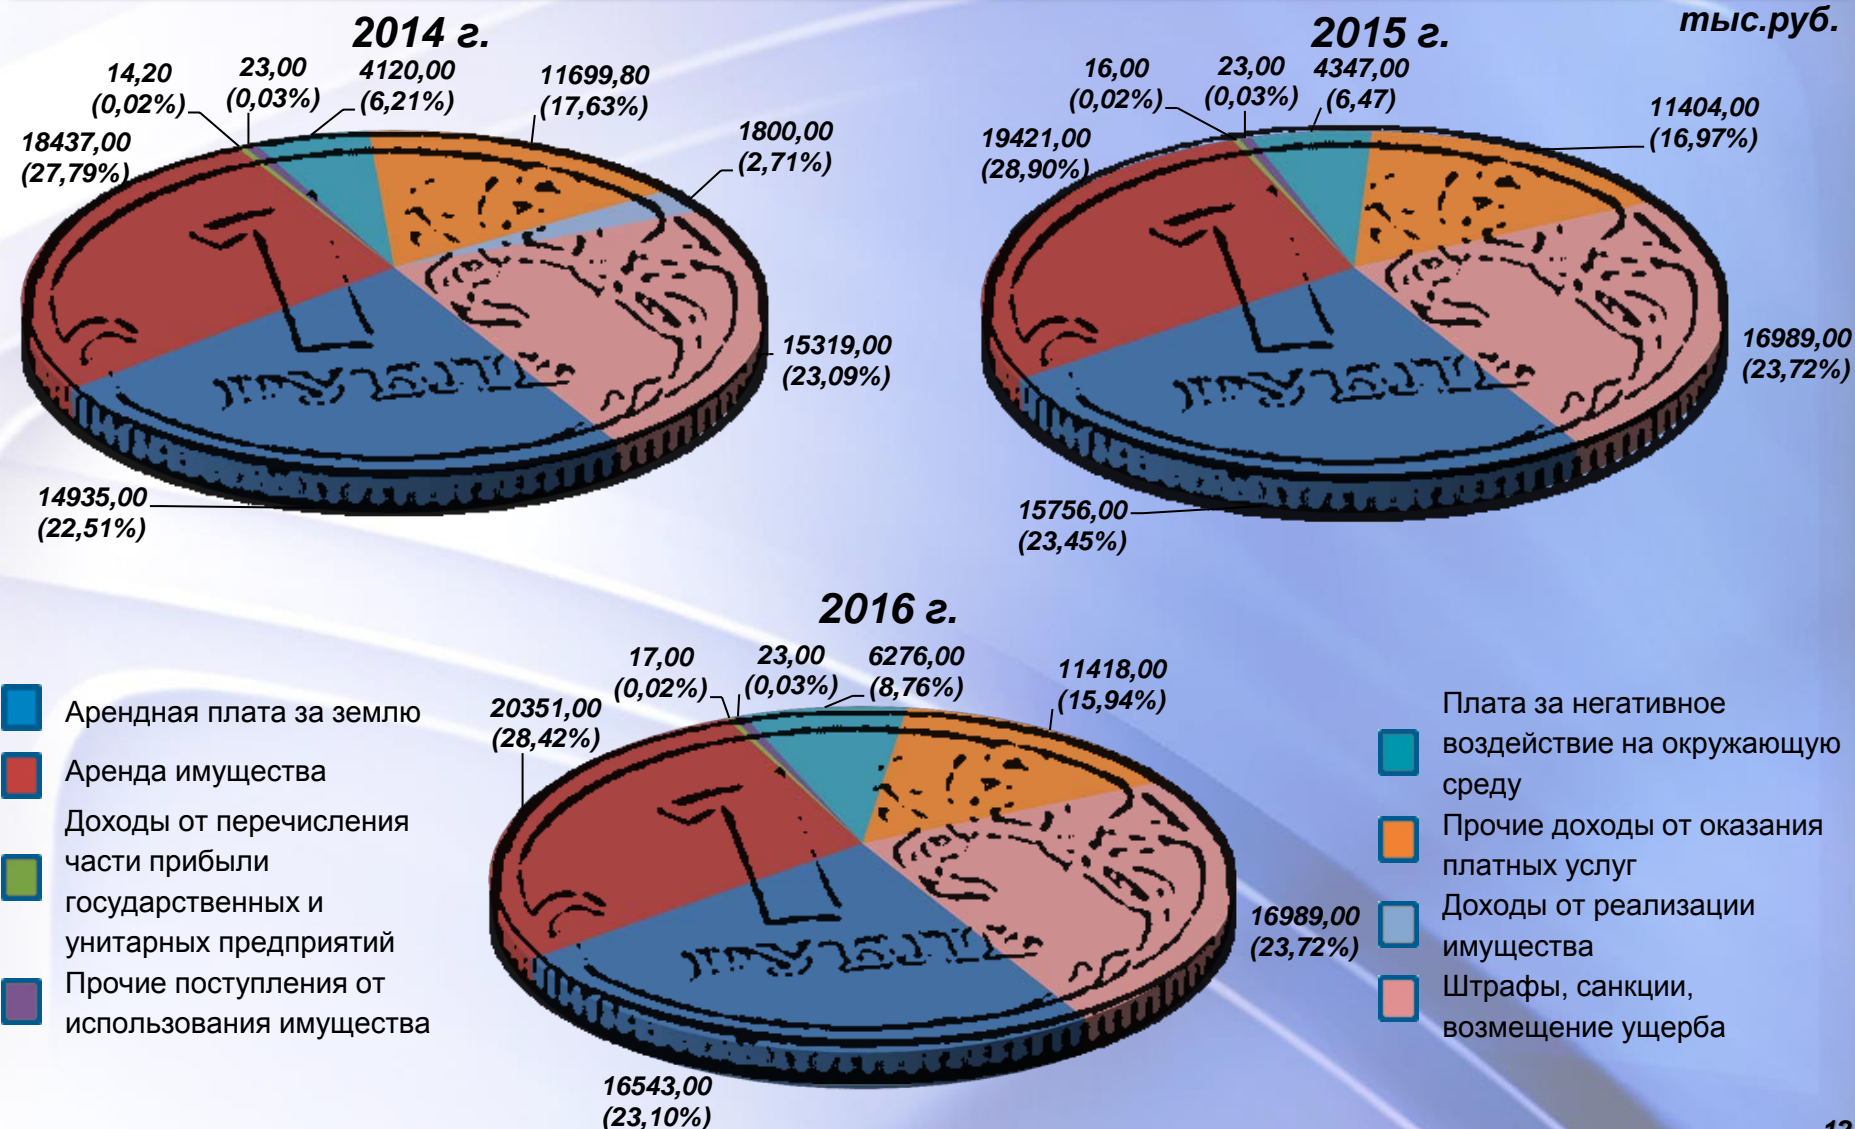 2014 г.
14,20
(0,02%)
23,00
(0,03%)
4120,00
(6,21%)
11699,80
(17,63%)
1800,00
(2,71%)
18437,00
(27,79%)
15319,00
(23,09%)
14935,00
(22,51%)
2015 г.
тыс.руб.
16,00
(0,02%)
23,00
(0,03%)
4347,00
(6,47)
11404,00
(16,97%)
19421,00
(28,90%)
16989,00
(23,72%)
15756,00
(23,45%)
2016 г.
17,00
(0,02%)
23,00
(0,03%)
6276,00
(8,76%)
11418,00
(15,94%)
20351,00
(28,42%)
16989,00
(23,72%)
16543,00
(23,10%)
Арендная плата за землю
Аренда имущества
Доходы от перечисления
части прибыли
государственных и
унитарных предприятий
Прочие поступления от
использования имущества
Плата за негативное
воздействие на окружающую
среду
Прочие доходы от оказания
платных услуг
Доходы от реализации
имущества
Штрафы, санкции,
возмещение ущерба